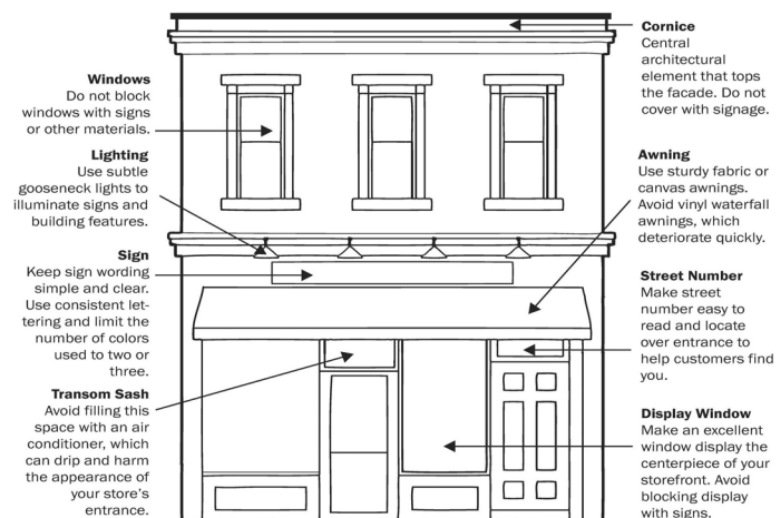 Windows
Do not block
windows with signs
or other materials.
Lighting
Use subtle
gooseneck lights to
illuminate signs and
building features.
Sign
Keep sign wording
simple and clear.
Use consistent let-
tering and limit the
number of colors
used to two or
three.
Transom Sash
Avoid filling this
space with an air
conditioner, which
can drip and harm
the appearance of
your store's
entrance.
Cornice
Central
architectural
element that tops
the facade. Do not
cover with signage.
Awning
Use sturdy fabric or
canvas awnings.
Avoid vinyl waterfall
awnings, which
deteriorate quickly.
Street Number
Make street
number easy to
read and locate
over entrance to
help customers find
you.
Display Window
Make an excellent
window display the
centerpiece of your
storefront. Avoid
blocking display
with signs.